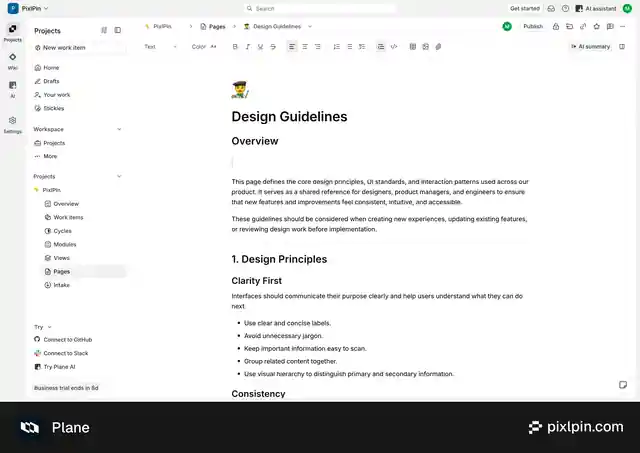 PixlPin
Search
Get started
AI assistant
M
Projects
Wiki
AI
Settings
Projects
New work item
Home
Drafts
Your work
Stickies
Workspace
Projects
More
Projects
PixlPin
Overview
Work items
Cycles
Modules
Views
Pages
Intake
Try
Connect to GitHub
Connect to Slack
Try Plane AI
Business trial ends in 8d
PixlPin > Pages > Design Guidelines
M
Publish
Text
Color Aa
B I U S
AI summary
Design Guidelines
Overview
This page defines the core design principles, UI standards, and interaction patterns used across our
product. It serves as a shared reference for designers, product managers, and engineers to ensure
that new features and improvements feel consistent, intuitive, and accessible.
These guidelines should be considered when creating new experiences, updating existing features,
or reviewing design work before implementation.
1. Design Principles
Clarity First
Interfaces should communicate their purpose clearly and help users understand what they can do
next.
• Use clear and concise labels.
• Avoid unnecessary jargon.
• Keep important information easy to scan.
• Group related content together.
• Use visual hierarchy to distinguish primary and secondary information.
Consistency
Plane
pixlpin.com